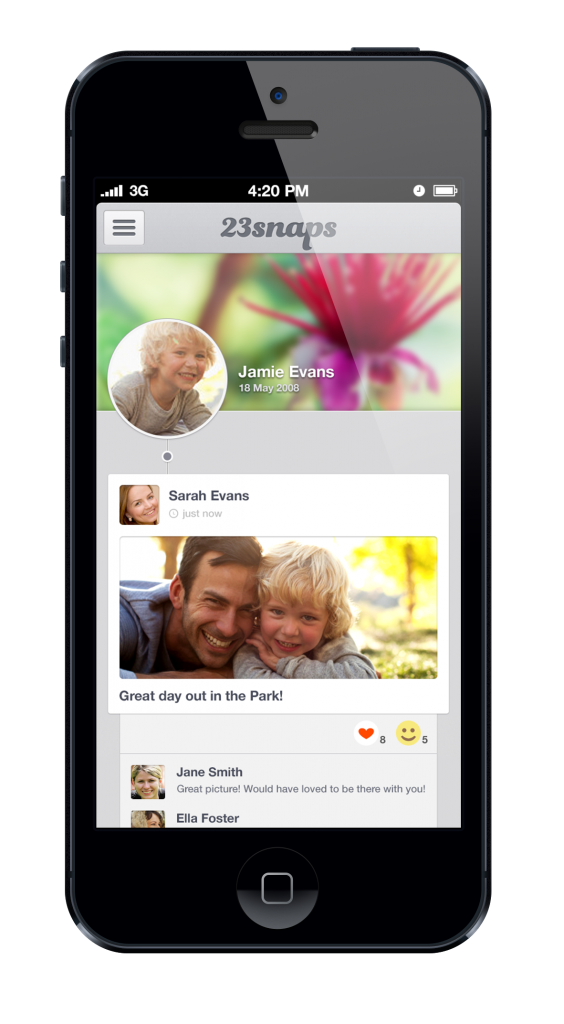 3G 4:20 PM
23snaps
Jamie Evans
18 May 2008
Sarah Evans
just now
Great day out in the Park!
8 5
Jane Smith
Great picture! Would have loved to be there with you!
Ella Foster